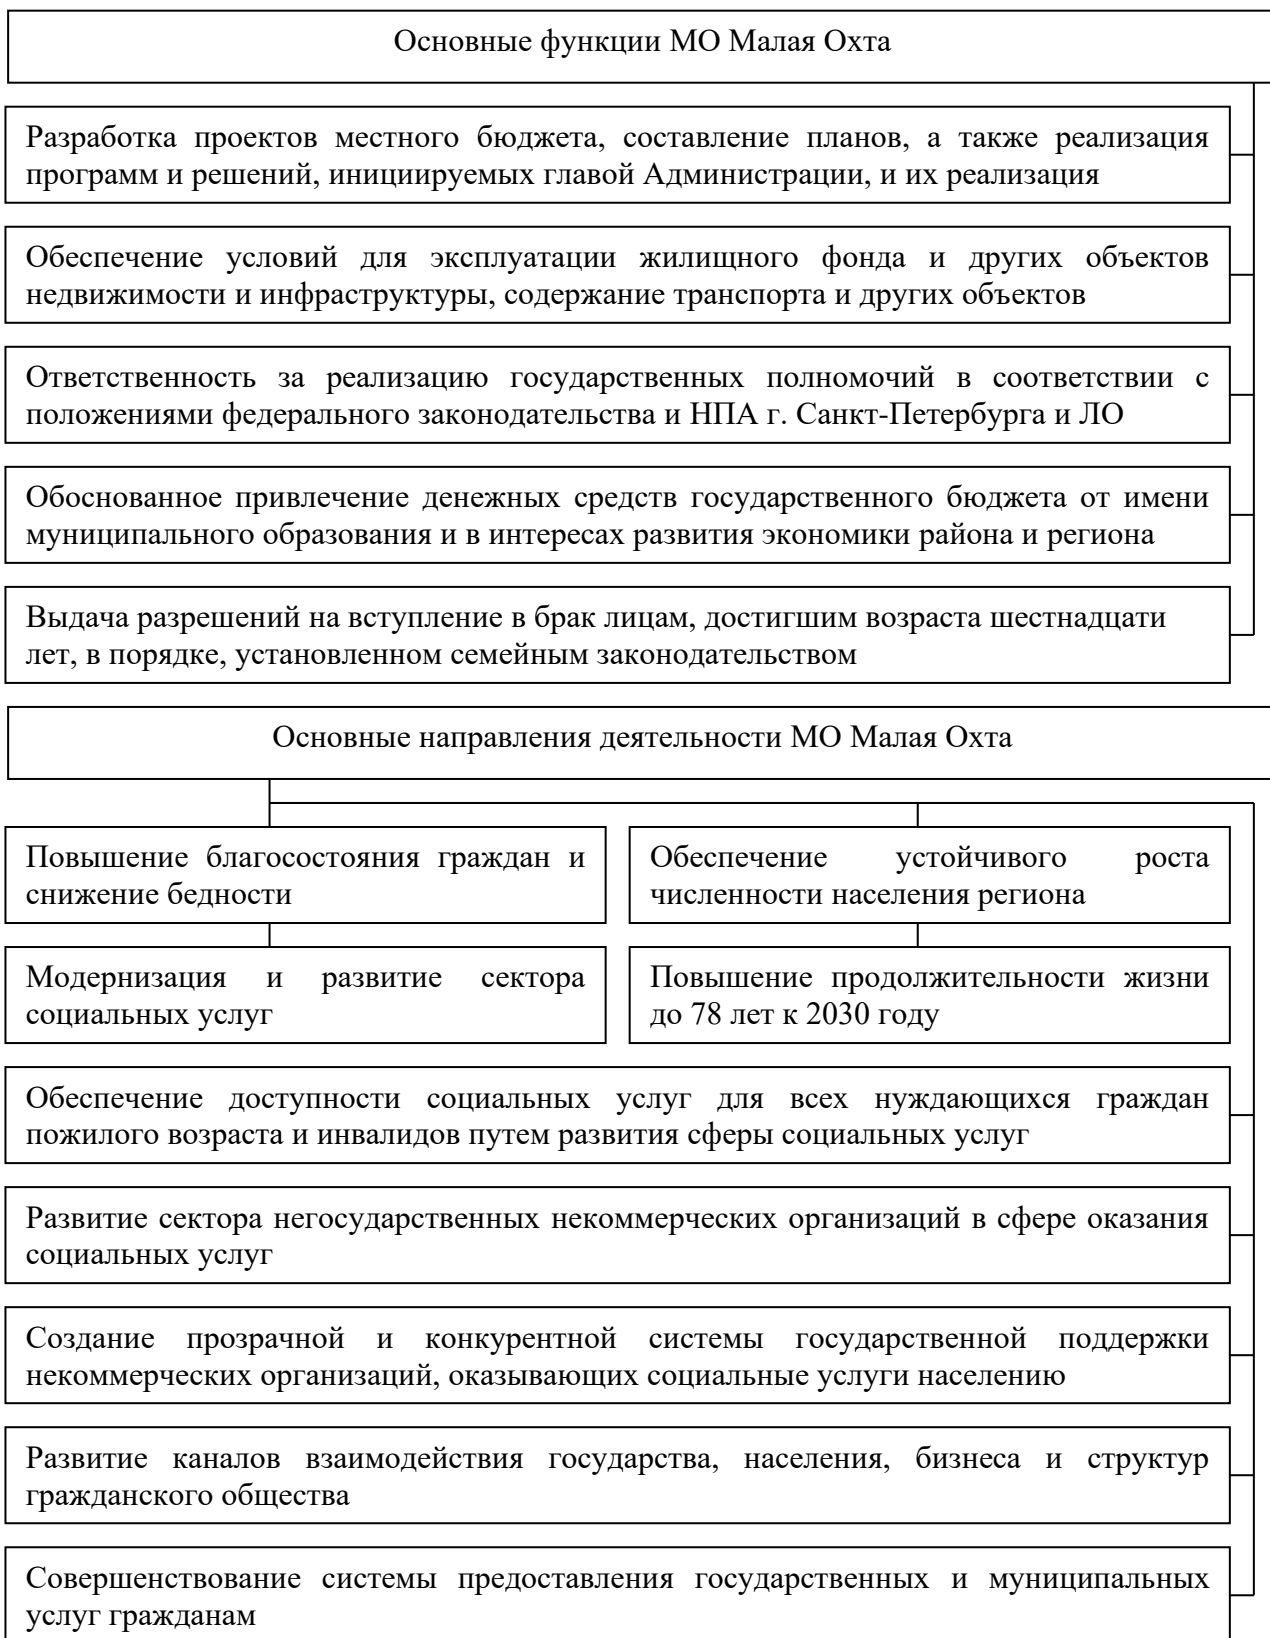 Основные функции МО Малая Охта
Разработка проектов местного бюджета, составление планов, а также реализация
программ и решений, инициируемых главой Администрации, и их реализация
Обеспечение условий для эксплуатации жилищного фонда и других объектов
недвижимости и инфраструктуры, содержание транспорта и других объектов
Ответственность за реализацию государственных полномочий в соответствии с
положениями федерального законодательства и НПА г. Санкт-Петербурга и ЛО
Обоснованное привлечение денежных средств государственного бюджета от имени
муниципального образования и в интересах развития экономики района и региона
Выдача разрешений на вступление в брак лицам, достигшим возраста шестнадцати
лет, в порядке, установленном семейным законодательством
Основные направления деятельности МО Малая Охта
Повышение благосостояния граждан и
снижение бедности
Обеспечение устойчивого роста
численности населения региона
Модернизация и развитие сектора
социальных услуг
Повышение продолжительности жизни
до 78 лет к 2030 году
Обеспечение доступности социальных услуг для всех нуждающихся граждан
пожилого возраста и инвалидов путем развития сферы социальных услуг
Развитие сектора негосударственных некоммерческих организаций в сфере оказания
социальных услуг
Создание прозрачной и конкурентной системы государственной поддержки
некоммерческих организаций, оказывающих социальные услуги населению
Развитие каналов взаимодействия государства, населения, бизнеса и структур
гражданского общества
Совершенствование системы предоставления государственных и муниципальных
услуг гражданам